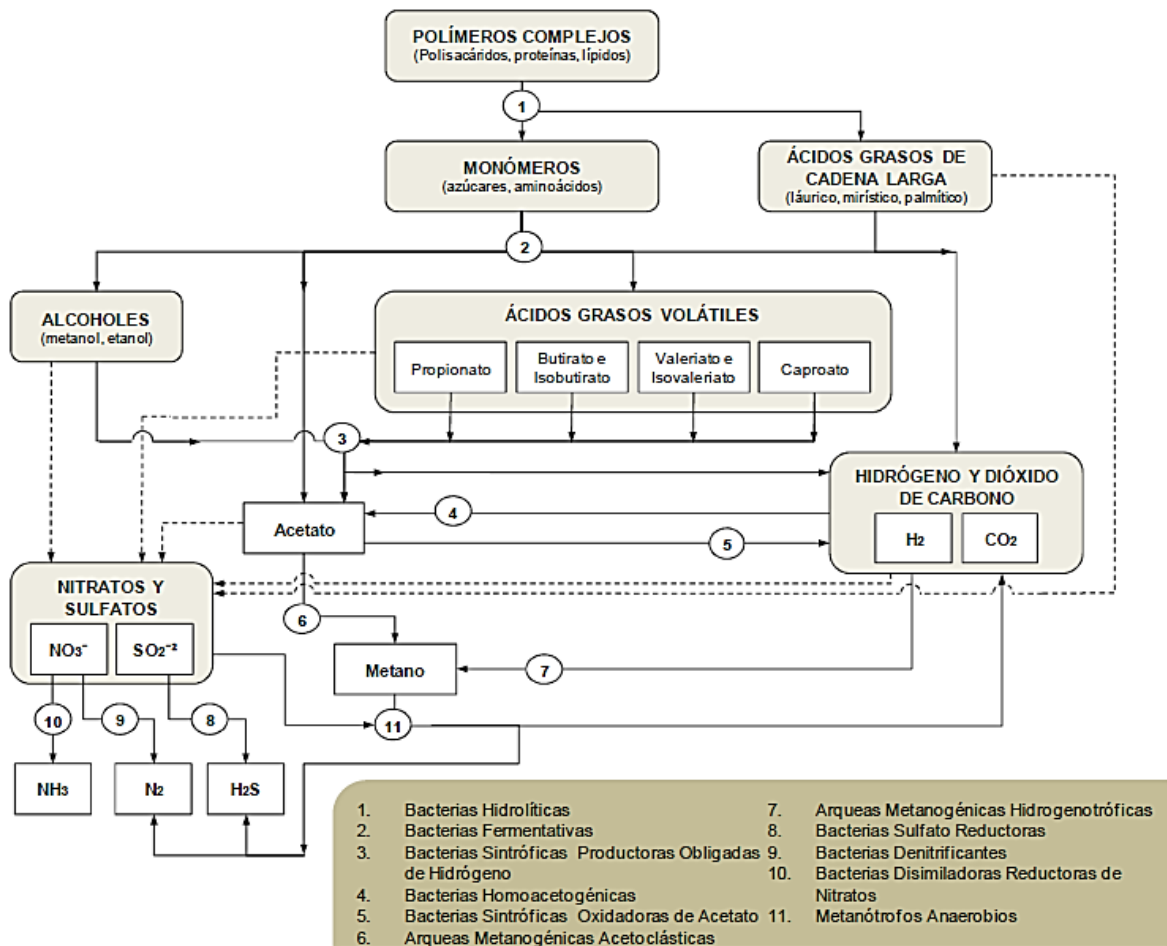 POLÍMEROS COMPLEJOS
(Polisacáridos, proteínas, lípidos)
1
MONÓMEROS
(azúcares, aminoácidos)
ÁCIDOS GRASOS DE
CADENA LARGA
(láurico, mirístico, palmítico)
2
ALCOHOLES
(metanol, etanol)
ÁCIDOS GRASOS VOLÁTILES
Propionato
Butirato e
Isobutirato
Valeriato e
Isovaleriato
Caproato
3
HIDRÓGENO Y DIÓXIDO
DE CARBONO
H2
CO2
Acetato
4
5
NITRATOS Y
SULFATOS
NO3⁻
SO2⁻²
6
Metano
7
10
9
8
11
NH3
N2
H2S
1. Bacterias Hidrolíticas
2. Bacterias Fermentativas
3. Bacterias Sintróficas Productoras Obligadas
de Hidrógeno
4. Bacterias Homoacetogénicas
5. Bacterias Sintróficas Oxidadoras de Acetato
6. Arqueas Metanogénicas Acetoclásticas
7. Arqueas Metanogénicas Hidrogenotróficas
8. Bacterias Sulfato Reductoras
9. Bacterias Denitrificantes
10. Bacterias Disimiladoras Reductoras de
Nitratos
11. Metanótrofos Anaerobios